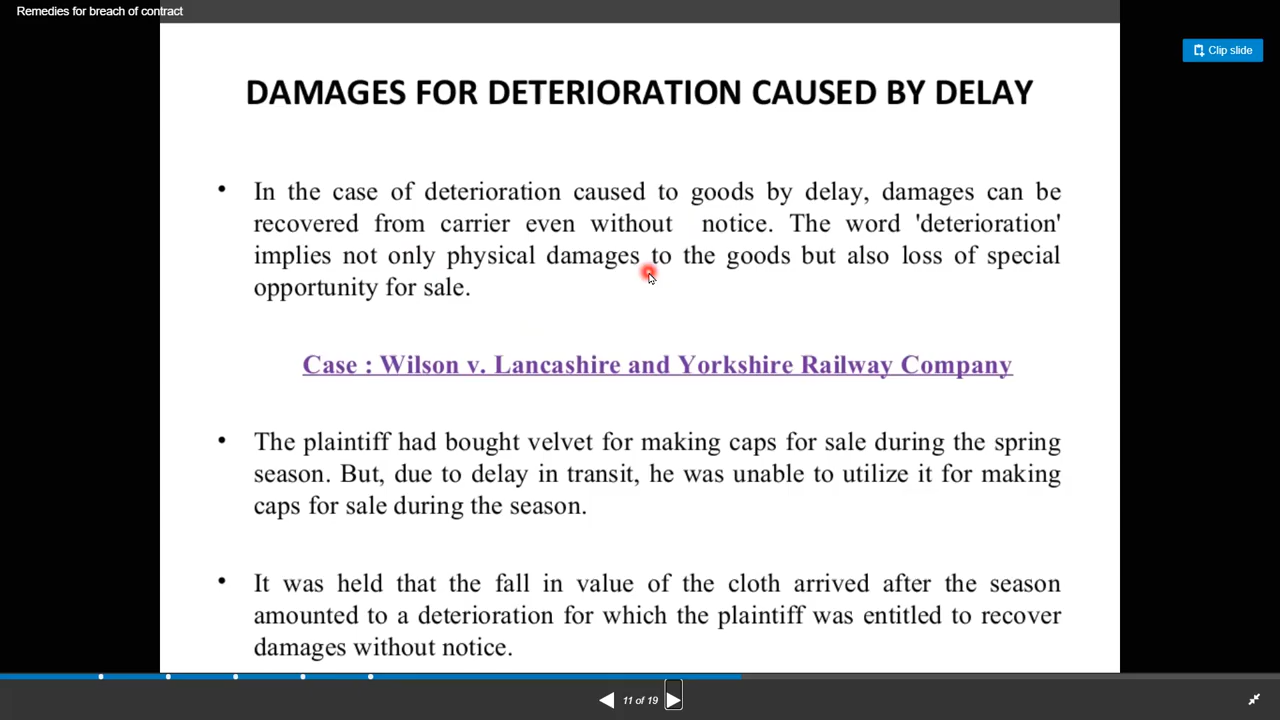 Remedies for breach of contract
Clip slide
DAMAGES FOR DETERIORATION CAUSED BY DELAY
• In the case of deterioration caused to goods by delay, damages can be
recovered from carrier even without notice. The word 'deterioration'
implies not only physical damages to the goods but also loss of special
opportunity for sale.
Case : Wilson v. Lancashire and Yorkshire Railway Company
• The plaintiff had bought velvet for making caps for sale during the spring
season. But, due to delay in transit, he was unable to utilize it for making
caps for sale during the season.
• It was held that the fall in value of the cloth arrived after the season
amounted to a deterioration for which the plaintiff was entitled to recover
damages without notice.
11 of 19